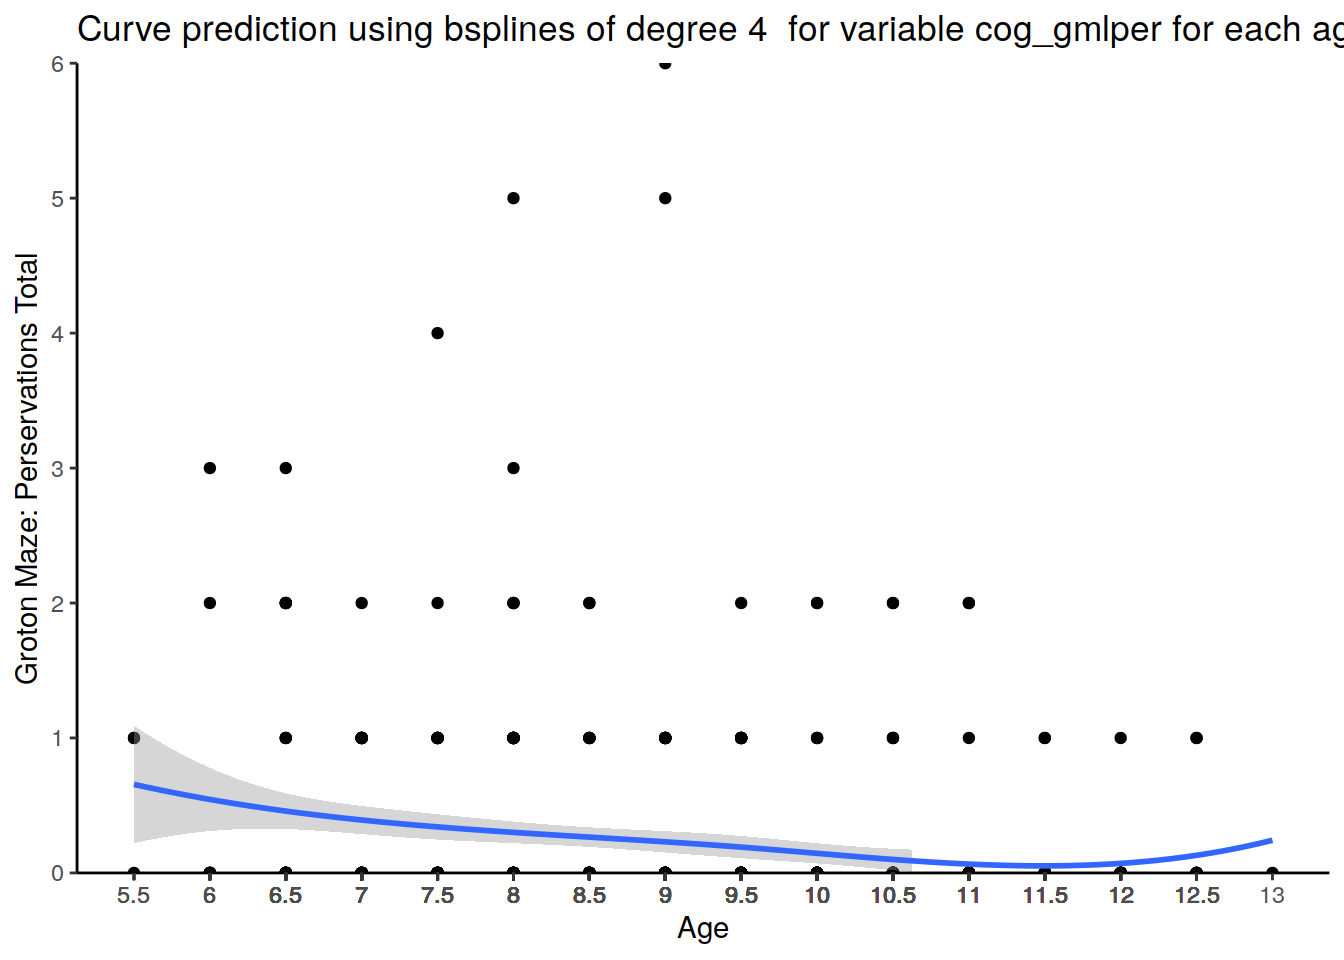 Curve prediction using bsplines of degree 4  for variable cog_gmlper for each ag
Groton Maze: Perservations Total
6
5
4
3
2
1
0
5.5 6 6.5 7 7.5 8 8.5 9 9.5 10 10.5 11 11.5 12 12.5 13
Age